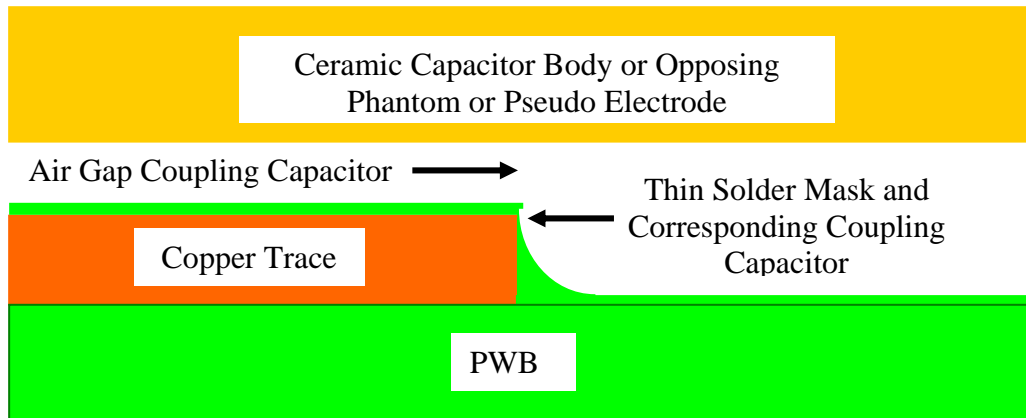 Ceramic Capacitor Body or Opposing
Phantom or Pseudo Electrode
Air Gap Coupling Capacitor
Thin Solder Mask and
Corresponding Coupling
Capacitor
Copper Trace
PWB